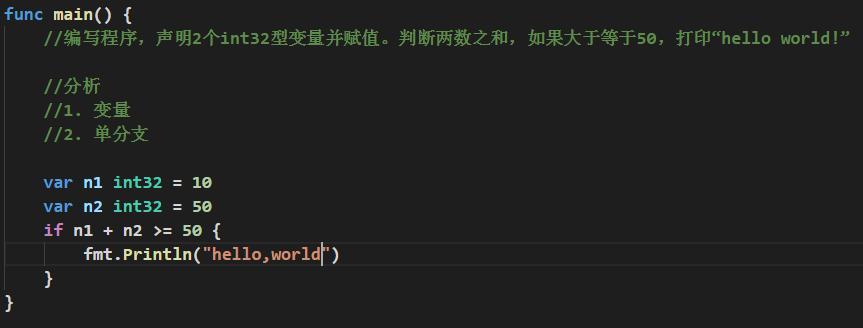 func main() {
//编写程序，声明2个int32型变量并赋值。判断两数之和，如果大于等于50，打印“hello world!”
//分析
//1. 变量
//2. 单分支
var n1 int32 = 10
var n2 int32 = 50
if n1 + n2 >= 50 {
fmt.Println("hello,world")
}
}